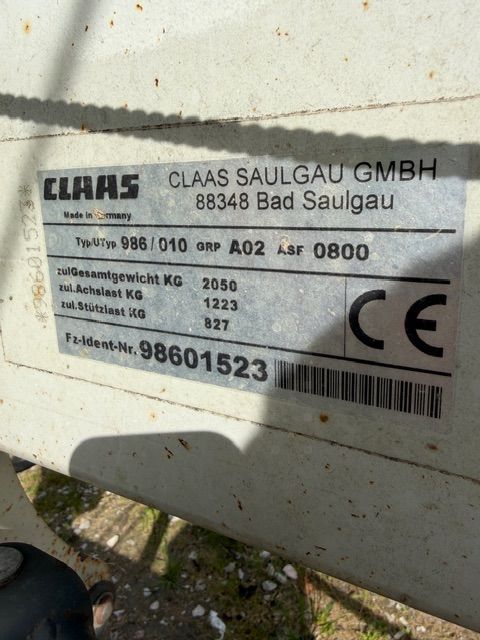 CLAAS
CLAAS SAULGAU GMBH
88348 Bad Saulgau
Made in Germany
Typ/UTyp 986/010 GRP A02 ASF 0800
zulGesamtgewicht KG 2050
zul.Achslast KG 1223
zul.Stützlast KG 827
CE
Fz-Ident-Nr. 98601523
*98601523*